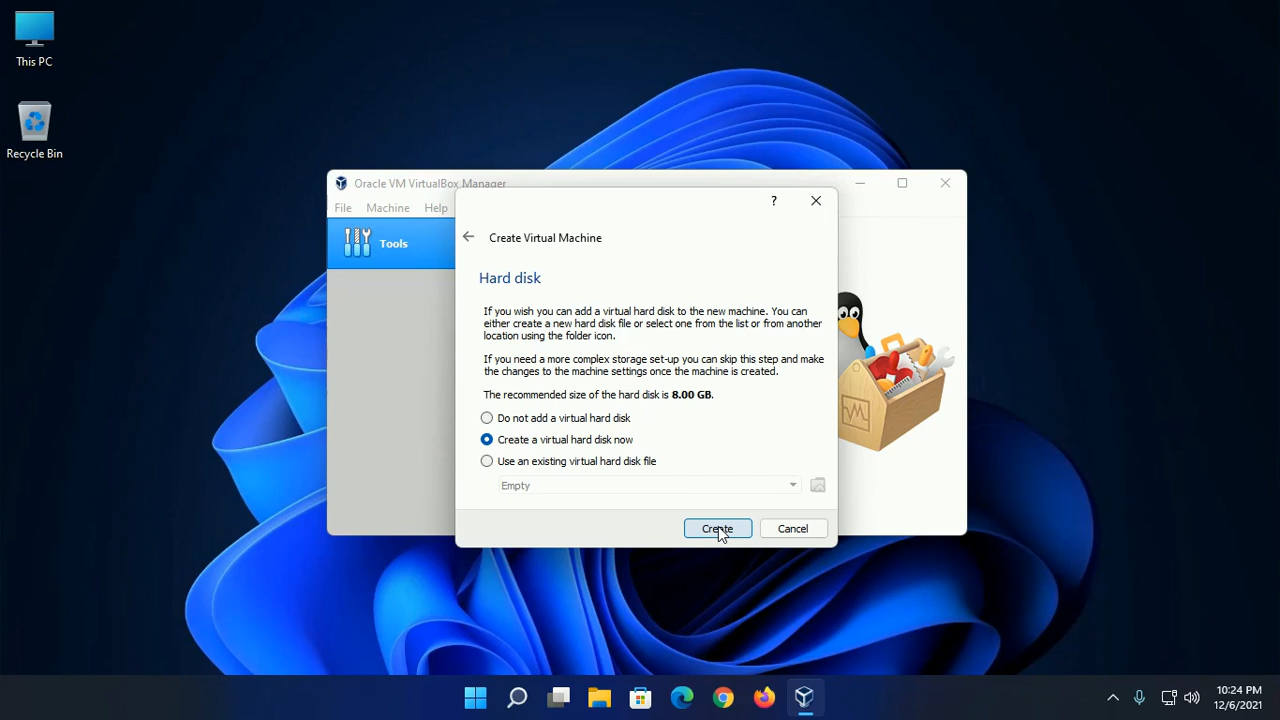 This PC
Recycle Bin
Oracle VM VirtualBox Manager
File Machine Help
Tools
?
Create Virtual Machine
Hard disk
If you wish you can add a virtual hard disk to the new machine. You can
either create a new hard disk file or select one from the list or from another
location using the folder icon.
If you need a more complex storage set-up you can skip this step and make
the changes to the machine settings once the machine is created.
The recommended size of the hard disk is 8.00 GB.
Do not add a virtual hard disk
Create a virtual hard disk now
Use an existing virtual hard disk file
Empty
Create Cancel
10:24 PM
12/6/2021